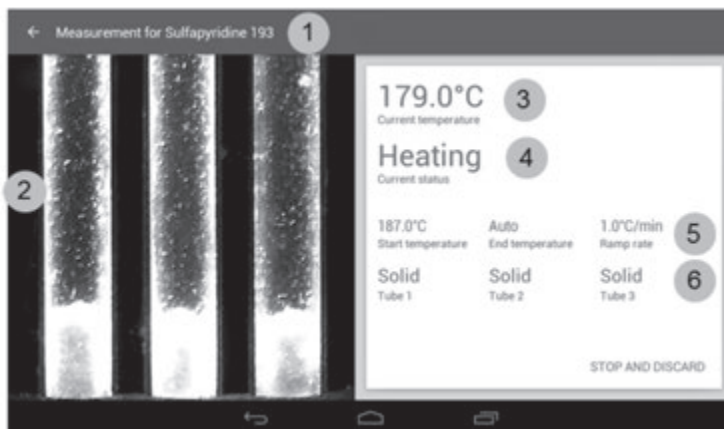 ← Measurement for Sulfapyridine 193 1
2
179.0°C 3
Current temperature
Heating 4
Current status
187.0°C Auto 1.0°C/min 5
Start temperature End temperature Ramp rate
Solid Solid Solid 6
Tube 1 Tube 2 Tube 3
STOP AND DISCARD